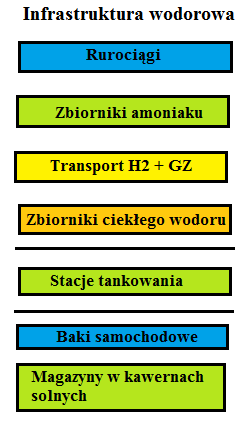 Infrastruktura wodorowa
Rurociągi
Zbiorniki amoniaku
Transport H2 + GZ
Zbiorniki ciekłego wodoru
Stacje tankowania
Baki samochodowe
Magazyny w kawernach
solnych